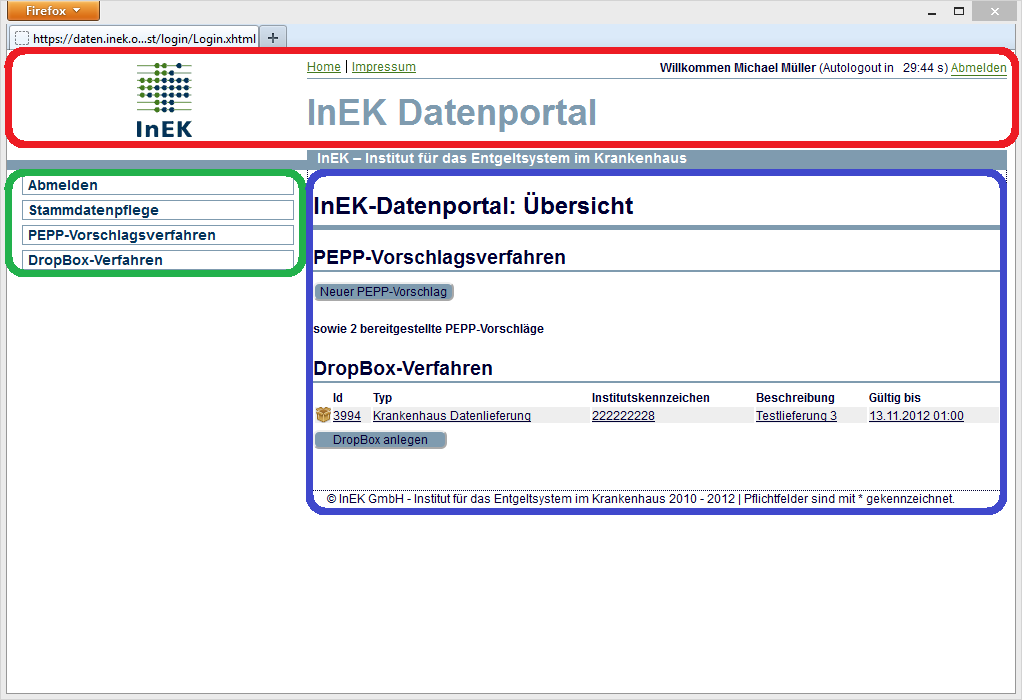 Firefox
https://daten.inek.o...st/login/Login.xhtml
Home | Impressum
Willkommen Michael Müller (Autologout in 29:44 s) Abmelden
InEK
InEK Datenportal
InEK – Institut für das Entgeltsystem im Krankenhaus
Abmelden
Stammdatenpflege
PEPP-Vorschlagsverfahren
DropBox-Verfahren
InEK-Datenportal: Übersicht
PEPP-Vorschlagsverfahren
Neuer PEPP-Vorschlag
sowie 2 bereitgestellte PEPP-Vorschläge
DropBox-Verfahren
Id Typ Institutskennzeichen Beschreibung Gültig bis
3994 Krankenhaus Datenlieferung 222222228 Testlieferung 3 13.11.2012 01:00
DropBox anlegen
© InEK GmbH - Institut für das Entgeltsystem im Krankenhaus 2010 - 2012 | Pflichtfelder sind mit * gekennzeichnet.